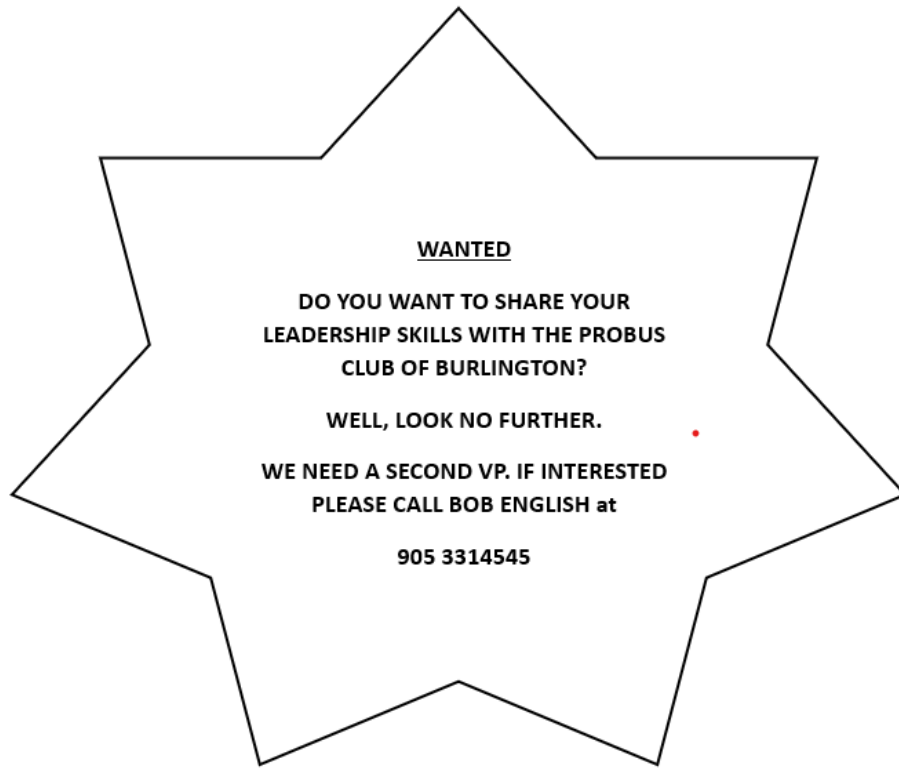 WANTED
DO YOU WANT TO SHARE YOUR
LEADERSHIP SKILLS WITH THE PROBUS
CLUB OF BURLINGTON?
WELL, LOOK NO FURTHER.
WE NEED A SECOND VP. IF INTERESTED
PLEASE CALL BOB ENGLISH at
905 3314545